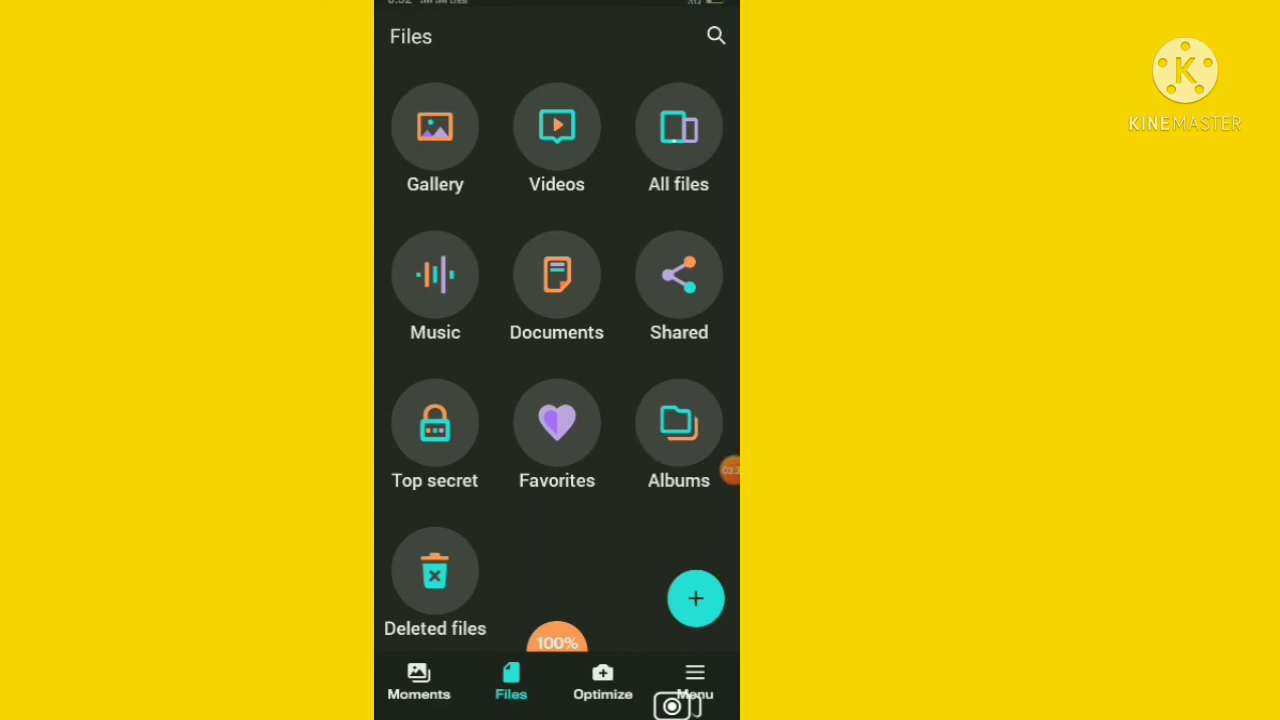 Files
KINEMASTER
Gallery
Videos
All files
Music
Documents
Shared
Top secret
Favorites
Albums
Deleted files
100%
Moments
Files
Optimize
Menu